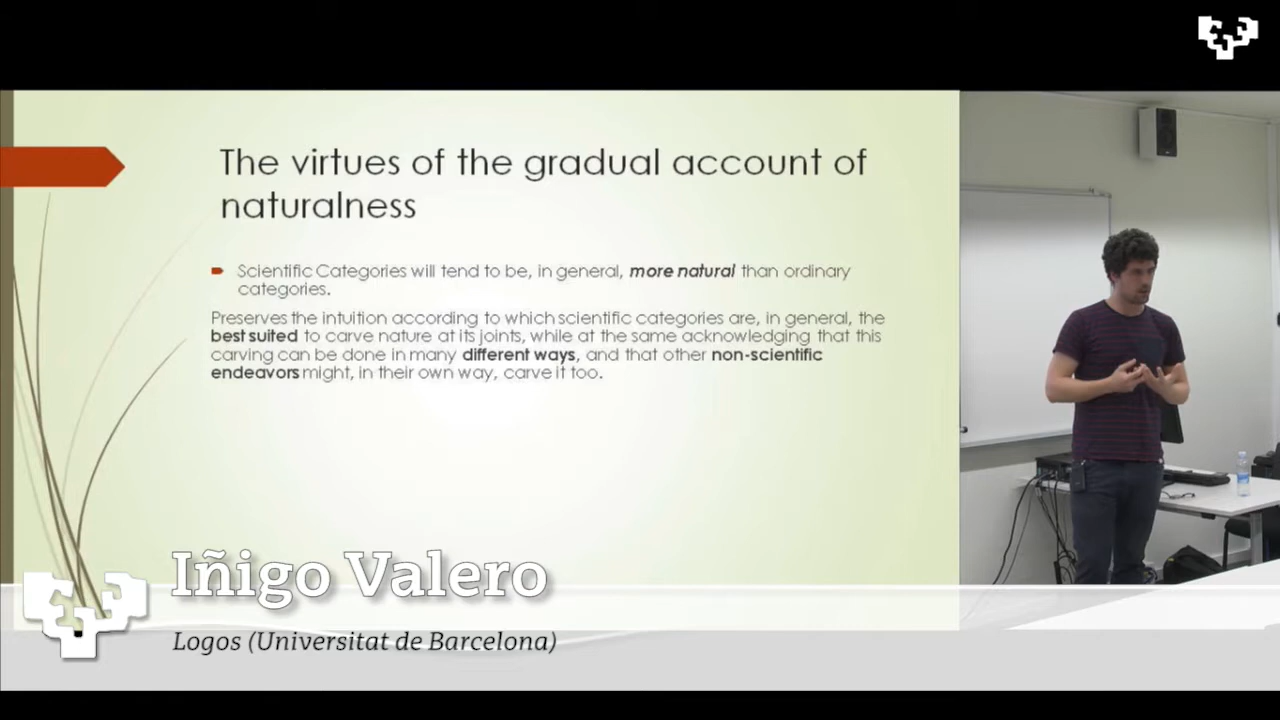 The virtues of the gradual account of
naturalness
Scientific Categories will tend to be, in general, more natural than ordinary
categories.
Preserves the intuition according to which scientific categories are, in general, the
best suited to carve nature at its joints, while at the same acknowledging that this
carving can be done in many different ways, and that other non-scientific
endeavors might, in their own way, carve it too.
Iñigo Valero
Logos (Universitat de Barcelona)